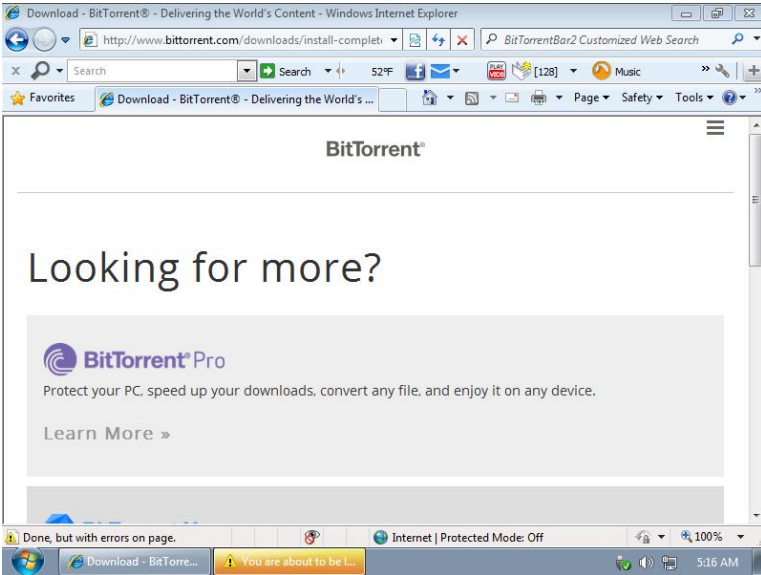 Download - BitTorrent® - Delivering the World's Content - Windows Internet Explorer
http://www.bittorrent.com/downloads/install-complet
BitTorrentBar2 Customized Web Search
x Search Search 52°F PLAY VIDS [128] Music »
Favorites Download - BitTorrent® - Delivering the World's ... Page Safety Tools »
BitTorrent®
Looking for more?
BitTorrent® Pro
Protect your PC, speed up your downloads, convert any file, and enjoy it on any device.
Learn More »
Done, but with errors on page. Internet | Protected Mode: Off 100%
Download - BitTorre... You are about to be l... 5:16 AM